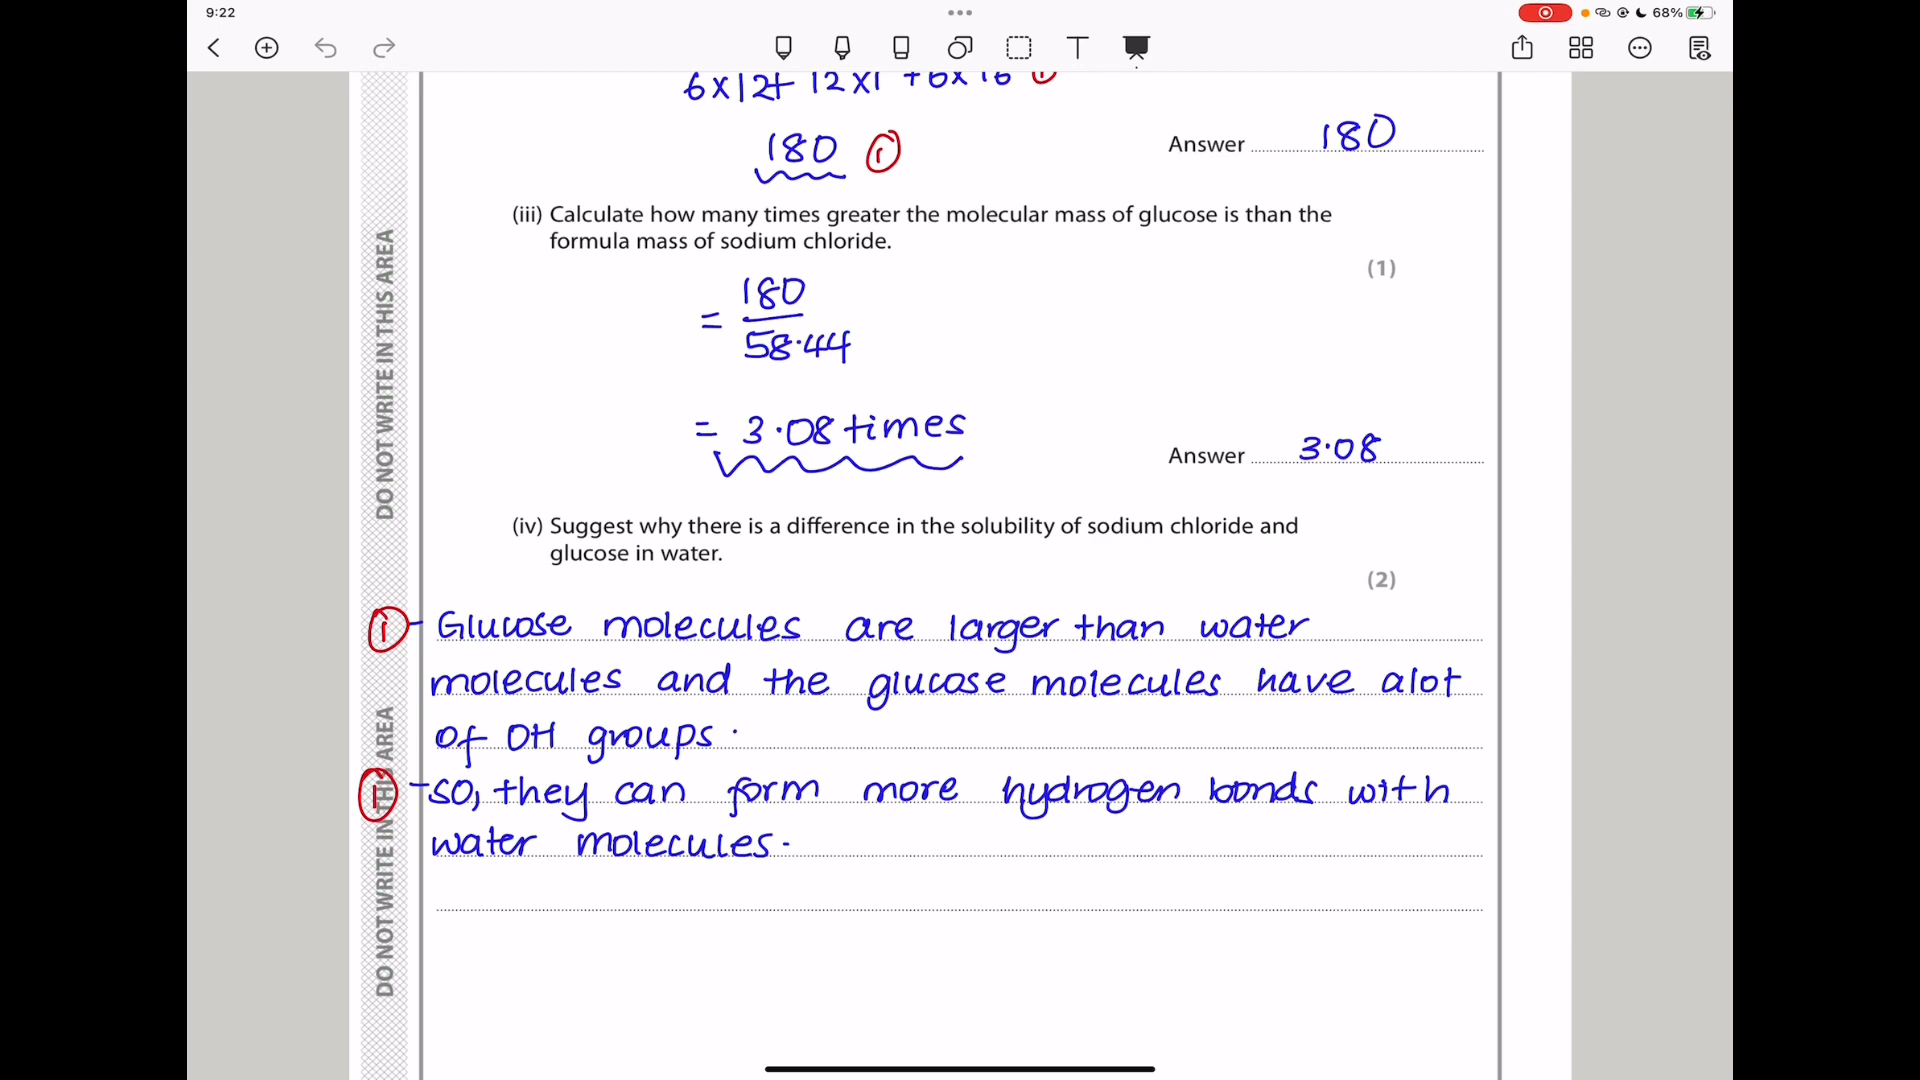 9:22
68%
6x12+ 12x1 +6x16 1
180 1
Answer 180
(iii) Calculate how many times greater the molecular mass of glucose is than the
formula mass of sodium chloride.
(1)
= 180
58.44
= 3.08 times
Answer 3.08
(iv) Suggest why there is a difference in the solubility of sodium chloride and
glucose in water.
(2)
1 - Glucose molecules are larger than water
molecules and the glucose molecules have alot
of OH groups.
1 - so, they can form more hydrogen bonds with
water molecules.
DO NOT WRITE IN THIS AREA
DO NOT WRITE IN THIS AREA